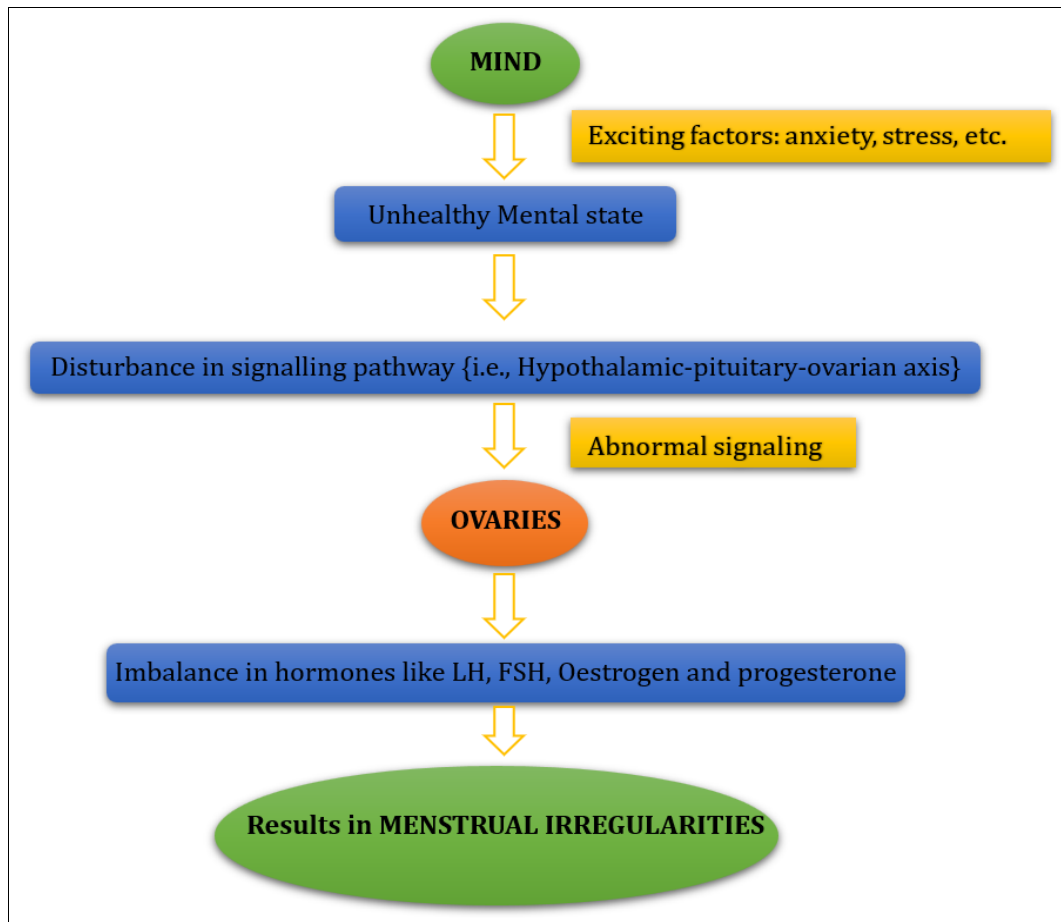 MIND
Exciting factors: anxiety, stress, etc.
Unhealthy Mental state
Disturbance in signalling pathway {i.e., Hypothalamic-pituitary-ovarian axis}
Abnormal signaling
OVARIES
Imbalance in hormones like LH, FSH, Oestrogen and progesterone
Results in MENSTRUAL IRREGULARITIES